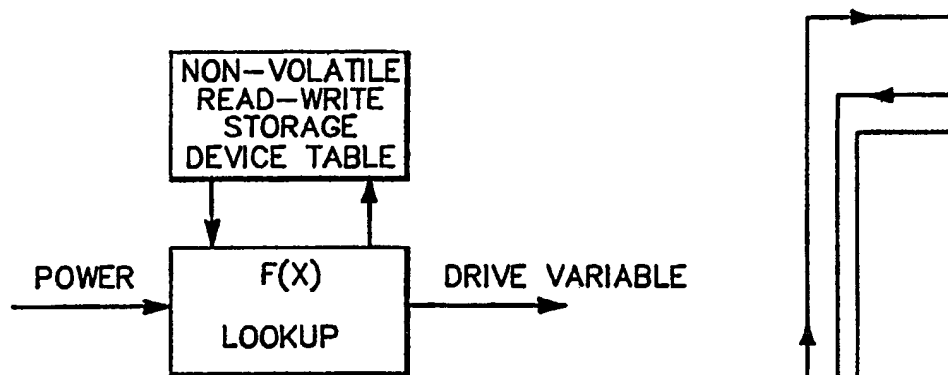 NON-VOLATILE
READ-WRITE
STORAGE
DEVICE TABLE
POWER
F(X)
LOOKUP
DRIVE VARIABLE